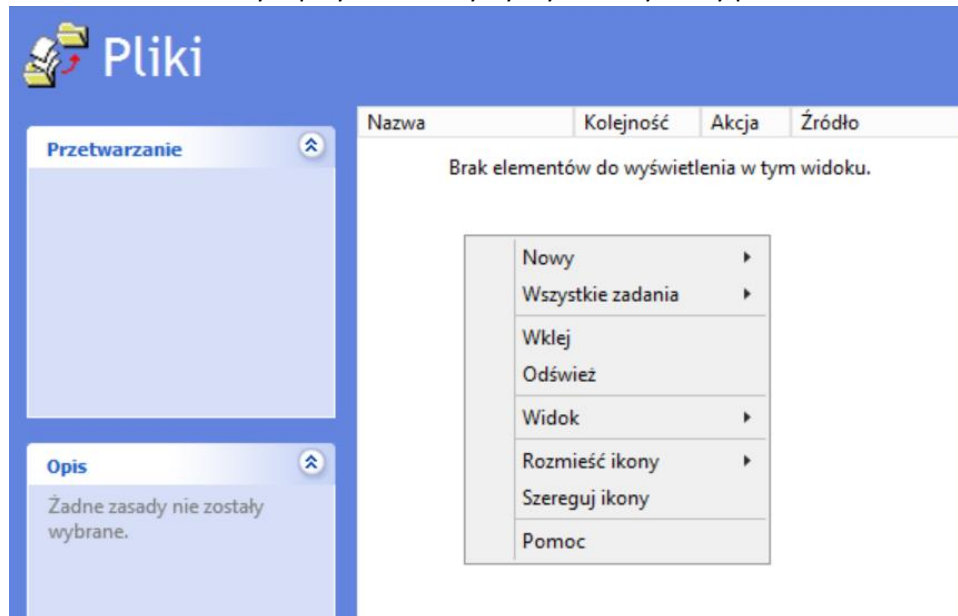 Pliki
Nazwa Kolejność Akcja Źródło
Przetwarzanie
Brak elementów do wyświetlenia w tym widoku.
Nowy
Wszystkie zadania
Wklej
Odśwież
Widok
Rozmieść ikony
Szereguj ikony
Pomoc
Opis
Żadne zasady nie zostały
wybrane.